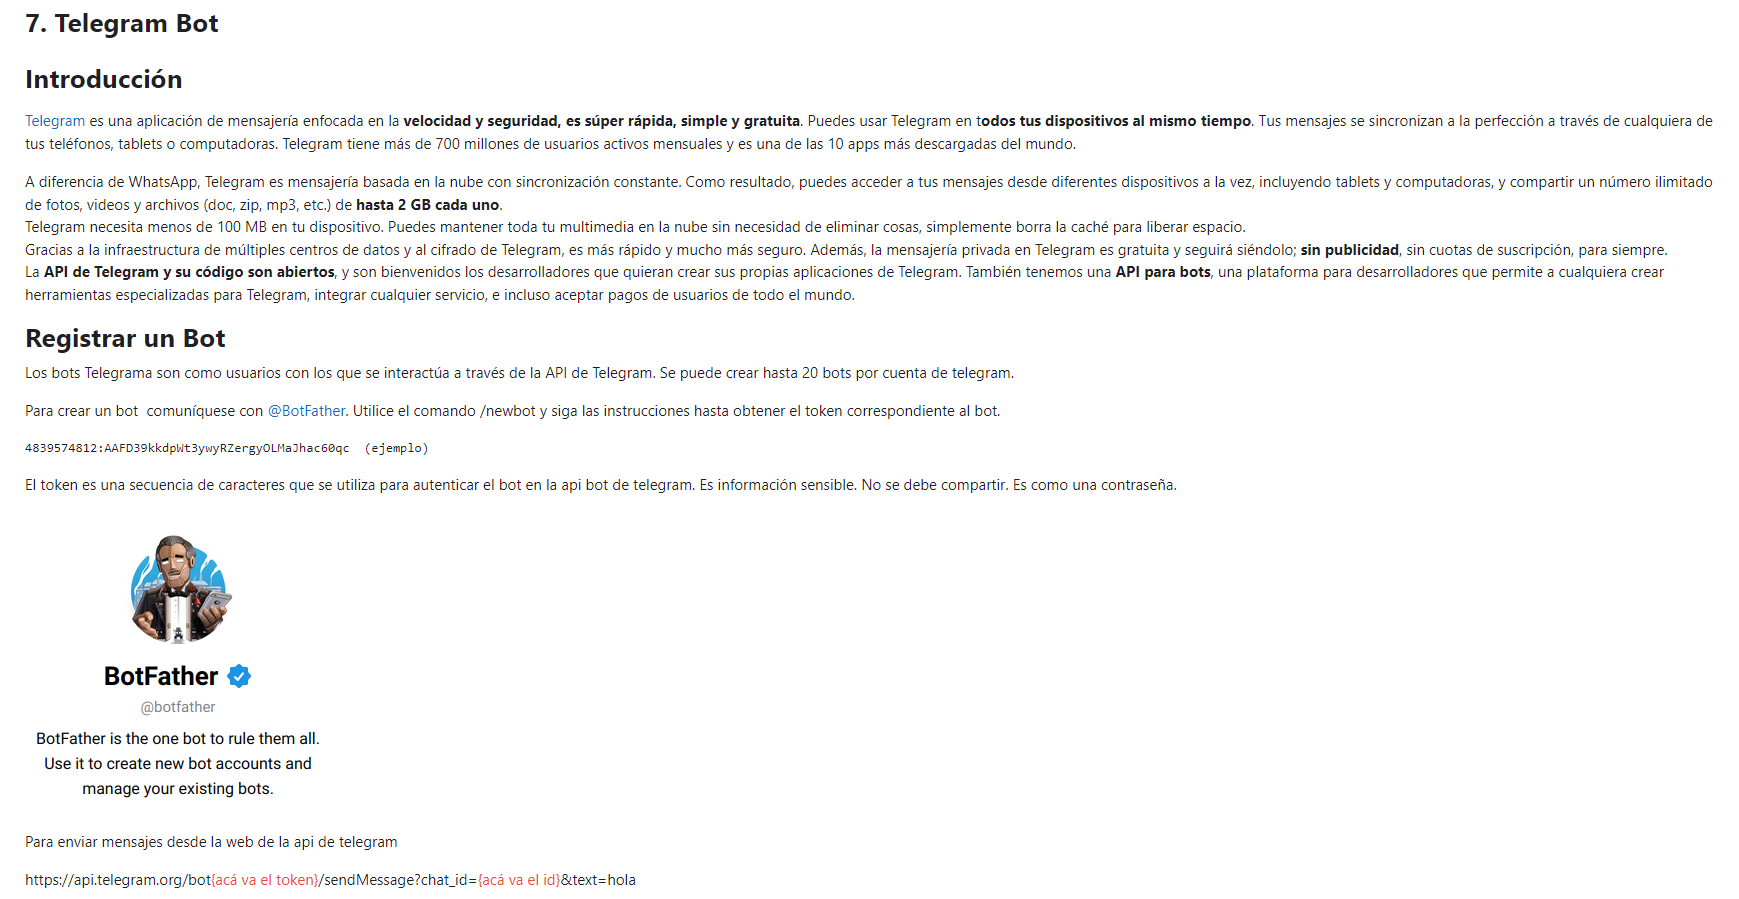 7. Telegram Bot
Introducción
Telegram es una aplicación de mensajería enfocada en la velocidad y seguridad, es súper rápida, simple y gratuita. Puedes usar Telegram en todos tus dispositivos al mismo tiempo. Tus mensajes se sincronizan a la perfección a través de cualquiera de
tus teléfonos, tablets o computadoras. Telegram tiene más de 700 millones de usuarios activos mensuales y es una de las 10 apps más descargadas del mundo.
A diferencia de WhatsApp, Telegram es mensajería basada en la nube con sincronización constante. Como resultado, puedes acceder a tus mensajes desde diferentes dispositivos a la vez, incluyendo tablets y computadoras, y compartir un número ilimitado
de fotos, videos y archivos (doc, zip, mp3, etc.) de hasta 2 GB cada uno.
Telegram necesita menos de 100 MB en tu dispositivo. Puedes mantener toda tu multimedia en la nube sin necesidad de eliminar cosas, simplemente borra la caché para liberar espacio.
Gracias a la infraestructura de múltiples centros de datos y al cifrado de Telegram, es más rápido y mucho más seguro. Además, la mensajería privada en Telegram es gratuita y seguirá siéndolo; sin publicidad, sin cuotas de suscripción, para siempre.
La API de Telegram y su código son abiertos, y son bienvenidos los desarrolladores que quieran crear sus propias aplicaciones de Telegram. También tenemos una API para bots, una plataforma para desarrolladores que permite a cualquiera crear
herramientas especializadas para Telegram, integrar cualquier servicio, e incluso aceptar pagos de usuarios de todo el mundo.
Registrar un Bot
Los bots Telegrama son como usuarios con los que se interactúa a través de la API de Telegram. Se puede crear hasta 20 bots por cuenta de telegram.
Para crear un bot  comuníquese con @BotFather. Utilice el comando /newbot y siga las instrucciones hasta obtener el token correspondiente al bot.
4839574812:AAFD39kkdpWt3ywyRZergyOLMaJhac60qc  (ejemplo)
El token es una secuencia de caracteres que se utiliza para autenticar el bot en la api bot de telegram. Es información sensible. No se debe compartir. Es como una contraseña.
BotFather
@botfather
BotFather is the one bot to rule them all.
Use it to create new bot accounts and
manage your existing bots.
Para enviar mensajes desde la web de la api de telegram
https://api.telegram.org/bot{acá va el token}/sendMessage?chat_id={acá va el id}&text=hola